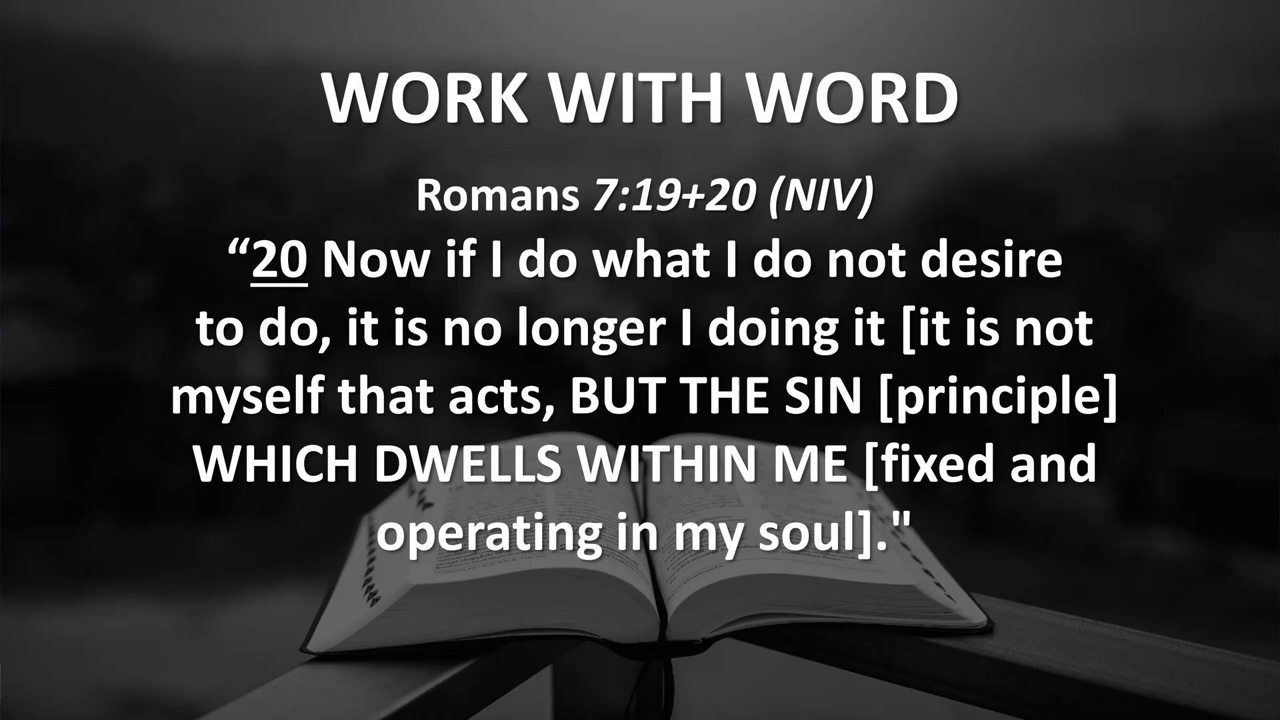 WORK WITH WORD
Romans 7:19+20 (NIV)
“20 Now if I do what I do not desire
to do, it is no longer I doing it [it is not
myself that acts, BUT THE SIN [principle]
WHICH DWELLS WITHIN ME [fixed and
operating in my soul]."